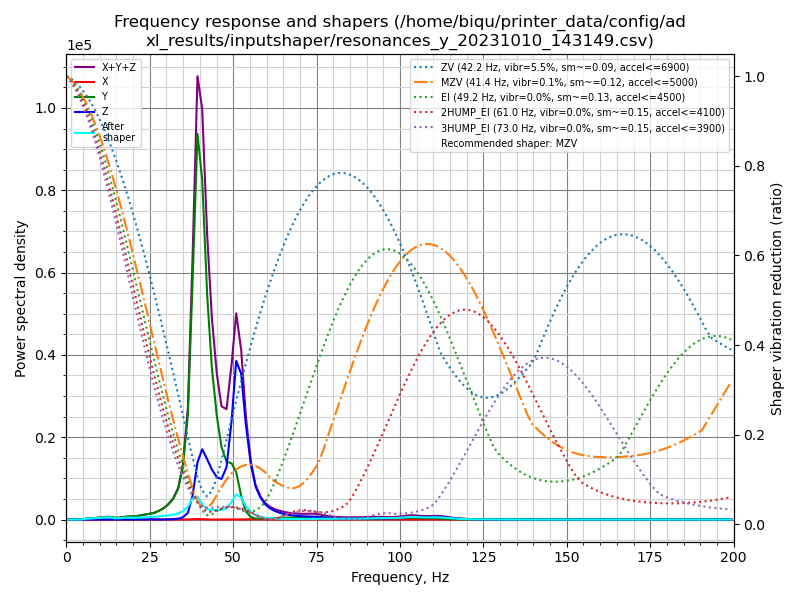 Frequency response and shapers (/home/biqu/printer_data/config/ad
xl_results/inputshaper/resonances_y_20231010_143149.csv)
1e5
X+Y+Z
X
Y
Z
After
shaper
ZV (42.2 Hz, vibr=5.5%, sm~=0.09, accel<=6900)
MZV (41.4 Hz, vibr=0.1%, sm~=0.12, accel<=5000)
EI (49.2 Hz, vibr=0.0%, sm~=0.13, accel<=4500)
2HUMP_EI (61.0 Hz, vibr=0.0%, sm~=0.15, accel<=4100)
3HUMP_EI (73.0 Hz, vibr=0.0%, sm~=0.15, accel<=3900)
Recommended shaper: MZV
Power spectral density
1.0
0.8
0.6
0.4
0.2
0.0
1.0
0.8
0.6
0.4
0.2
0.0
Shaper vibration reduction (ratio)
0 25 50 75 100 125 150 175 200
Frequency, Hz